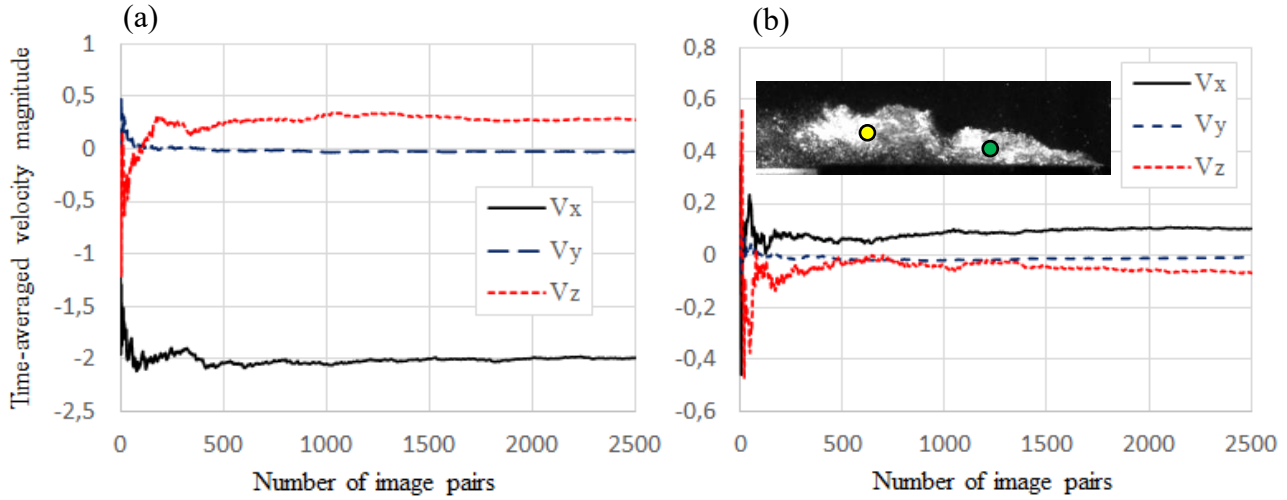 (a)
(b)
Time-averaged velocity
magnitude
1
0,5
0
-0,5
-1
-1,5
-2
-2,5
Vx
Vy
Vz
0
500
1000
1500
2000
2500
Number of image pairs
0,8
0,6
0,4
0,2
0
-0,2
-0,4
-0,6
Vx
Vy
Vz
0
500
1000
1500
2000
2500
Number of image pairs